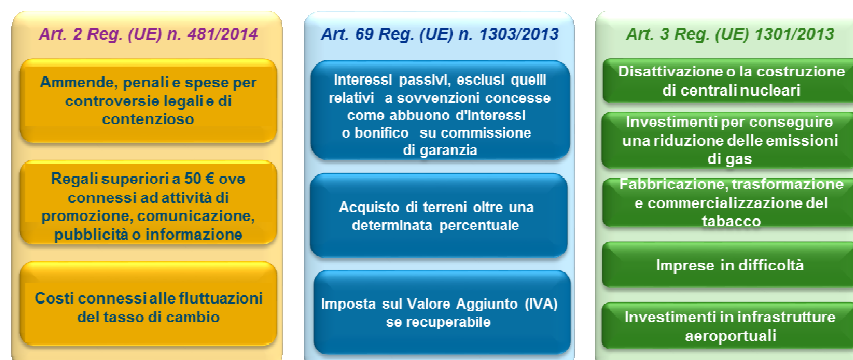 Art. 2 Reg. (UE) n. 481/2014
Ammende, penali e spese per
controversie legali e di
contenzioso
Regali superiori a 50 € ove
connessi ad attività di
promozione, comunicazione,
pubblicità o informazione
Costi connessi alle fluttuazioni
del tasso di cambio
Art. 69 Reg. (UE) n. 1303/2013
Interessi passivi, esclusi quelli
relativi a sovvenzioni concesse
come abbuono d'interessi
o bonifico su commissione
di garanzia
Acquisto di terreni oltre una
determinata percentuale
Imposta sul Valore Aggiunto (IVA)
se recuperabile
Art. 3 Reg. (UE) 1301/2013
Disattivazione o la costruzione
di centrali nucleari
Investimenti per conseguire
una riduzione delle emissioni
di gas
Fabbricazione, trasformazione
e commercializzazione del
tabacco
Imprese in difficoltà
Investimenti in infrastrutture
aeroportuali